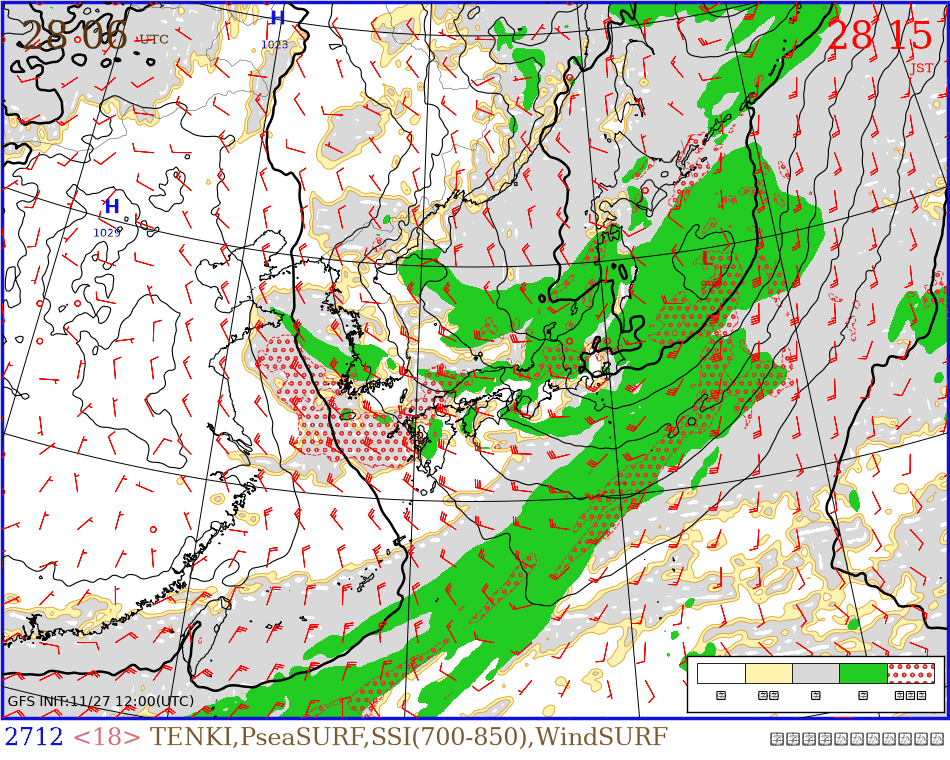 28 06 UTC
28 15
JST
H
1023
H
1029
L
GFS INIT:11/27 12:00(UTC)
2712 <18> TENKI,PseaSURF,SSI(700-850),WindSURF